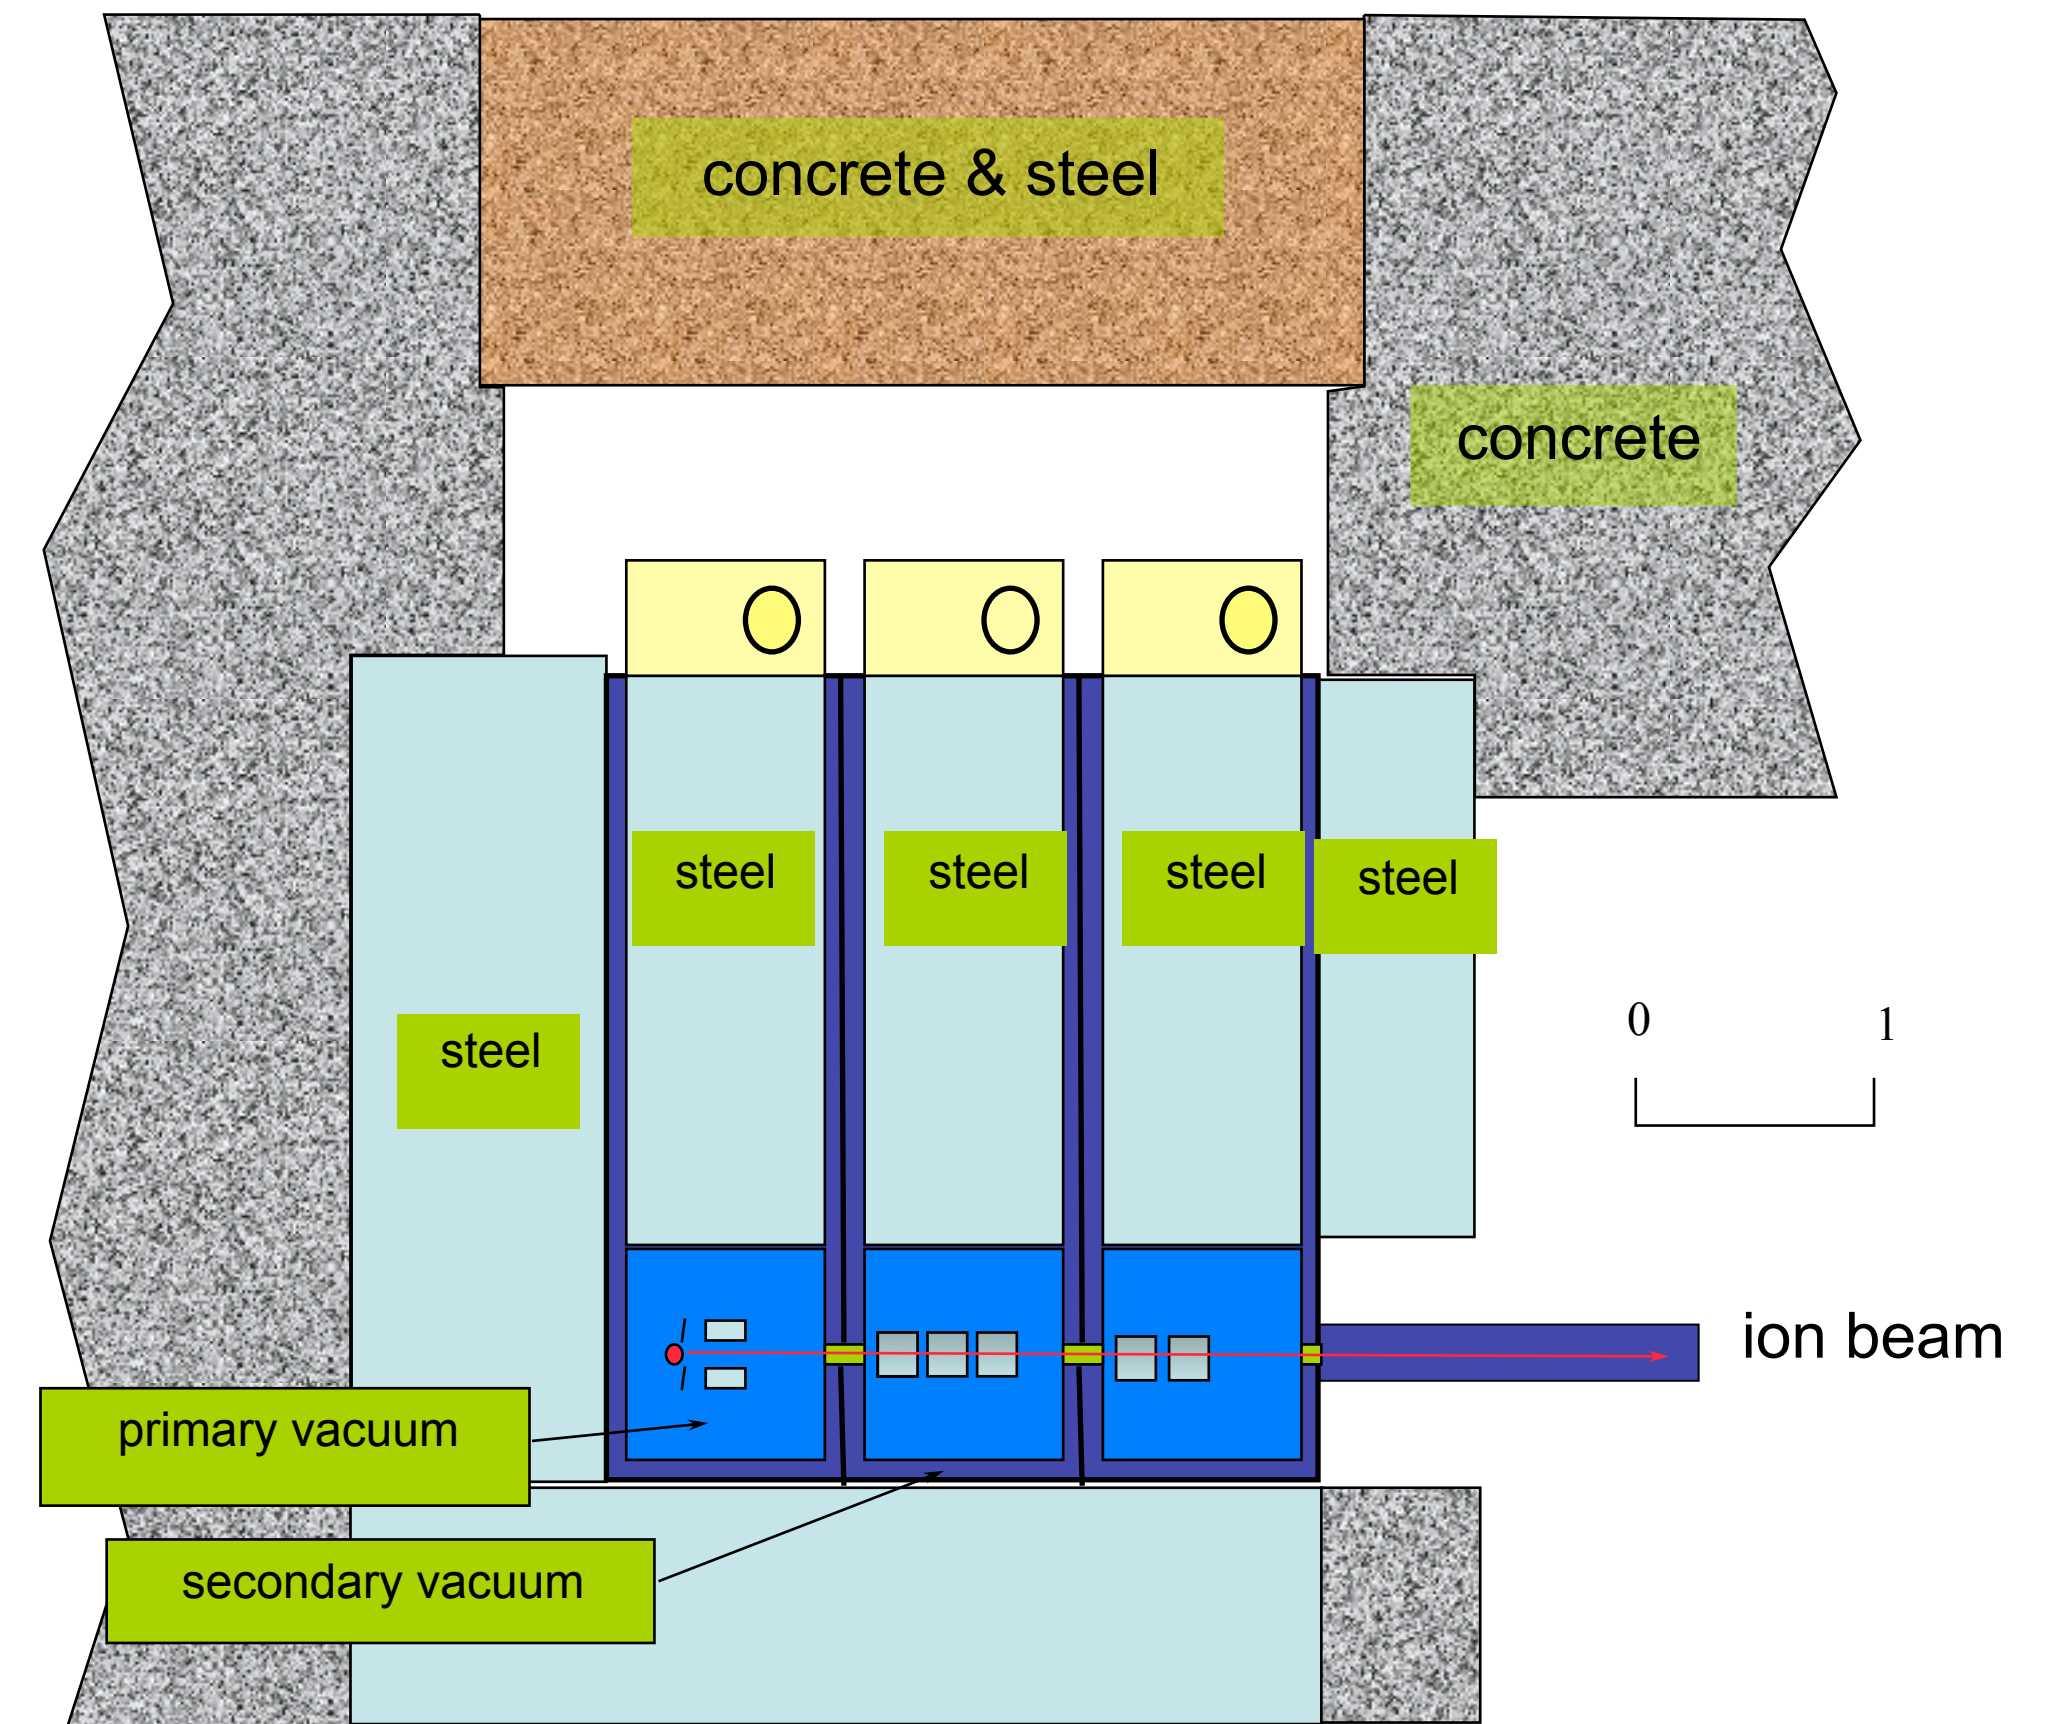 concrete & steel
concrete
steel
steel
steel
steel
steel
0
1
ion beam
primary vacuum
secondary vacuum